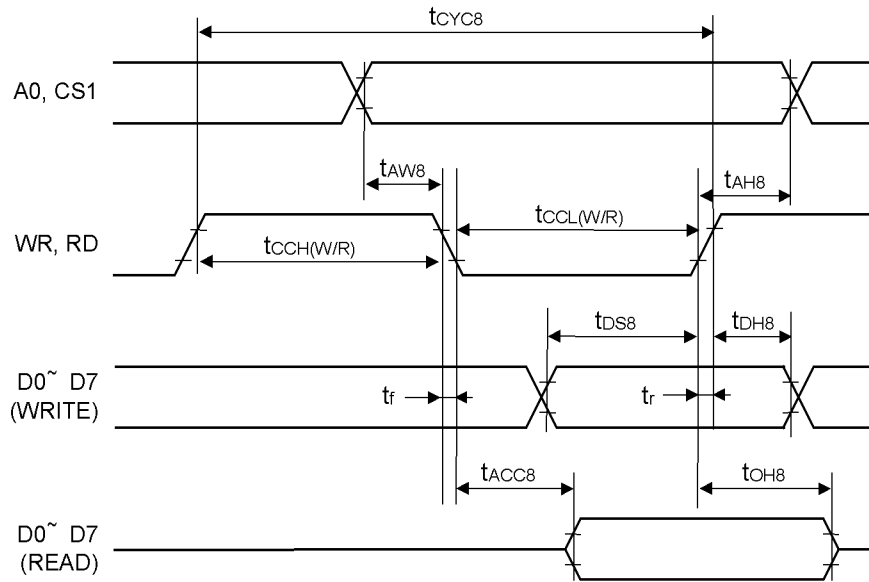 tCYC8
A0, CS1
tAW8
tAH8
tCCL(W/R)
WR, RD
tCCH(W/R)
tDS8
tDH8
D0~ D7
(WRITE)
tf
tr
tACC8
tOH8
D0~ D7
(READ)